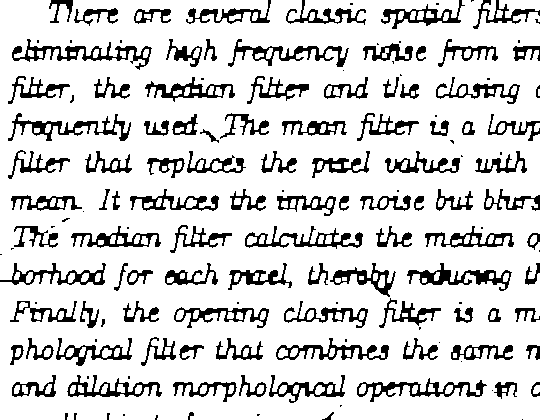 There are several classic spatial filters
eliminating high frequency noise from im
filter, the median filter and the closing
frequently used. The mean filter is a lowp
filter that replaces the pixel values with
mean. It reduces the image noise but blurs
The median filter calculates the median o
borhood for each pixel, thereby reducing th
Finally, the opening closing filter is a m
phological filter that combines the same m
and dilation morphological operations in